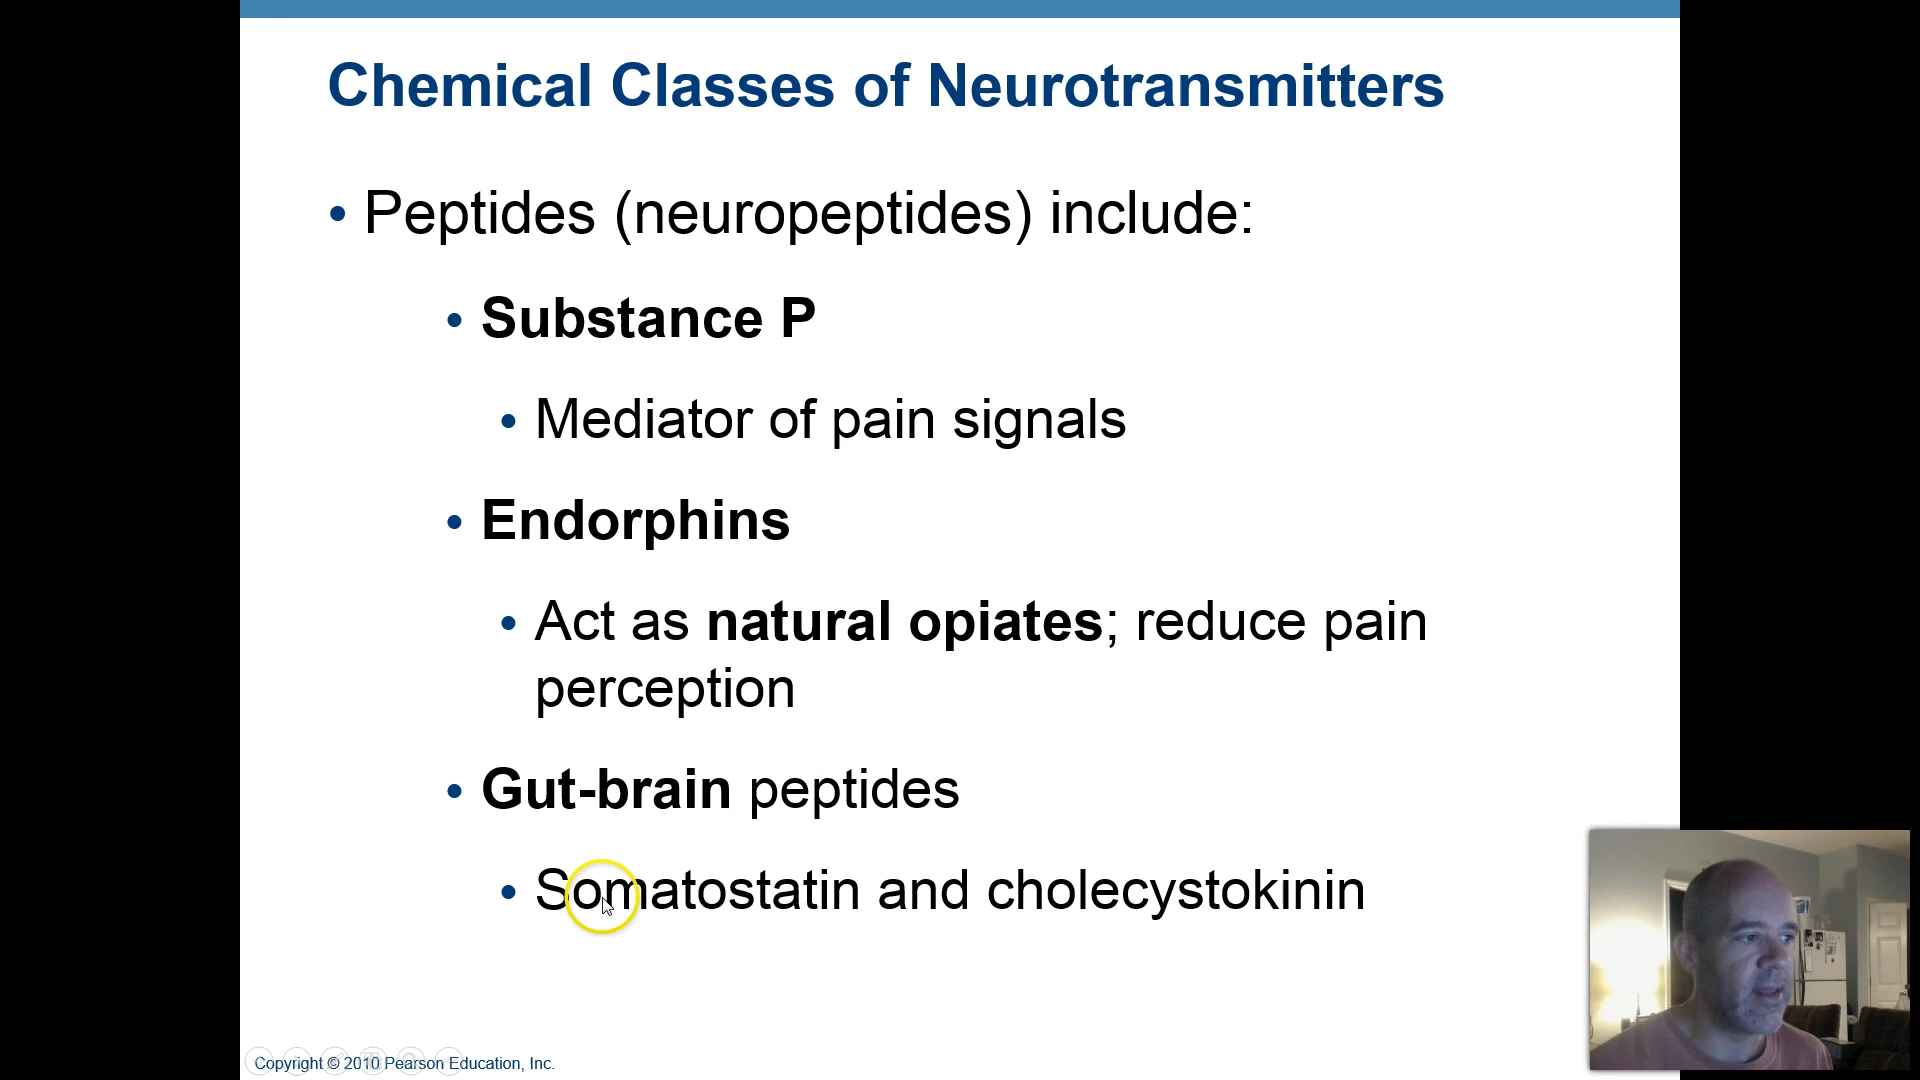 Chemical Classes of Neurotransmitters
• Peptides (neuropeptides) include:
• Substance P
• Mediator of pain signals
• Endorphins
• Act as natural opiates; reduce pain
perception
• Gut-brain peptides
• Somatostatin and cholecystokinin
Copyright © 2010 Pearson Education, Inc.